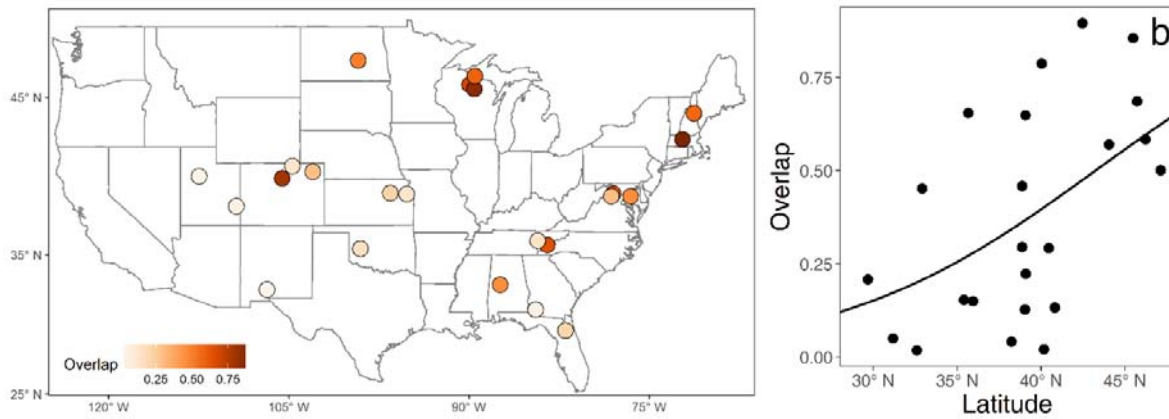 45° N
35° N
25° N
120° W
105° W
90° W
75° W
Overlap
0.25 0.50 0.75
b
Overlap
0.75
0.50
0.25
0.00
30° N 35° N 40° N 45° N
Latitude